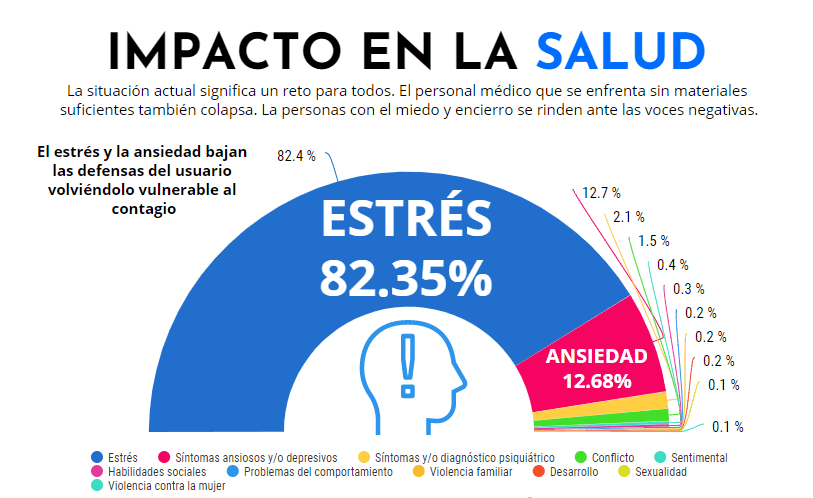 IMPACTO EN LA SALUD
La situación actual significa un reto para todos. El personal médico que se enfrenta sin materiales
suficientes también colapsa. La personas con el miedo y encierro se rinden ante las voces negativas.
El estrés y la ansiedad bajan
las defensas del usuario
volviéndolo vulnerable al
contagio
82.4 %
ESTRÉS
82.35%
12.7 %
2.1 %
1.5 %
0.4 %
0.3 %
0.2 %
0.2 %
0.2 %
0.1 %
0.1 %
ANSIEDAD
12.68%
Estrés Síntomas ansiosos y/o depresivos Síntomas y/o diagnóstico psiquiátrico Conflicto Sentimental
Habilidades sociales Problemas del comportamiento Violencia familiar Desarrollo Sexualidad
Violencia contra la mujer